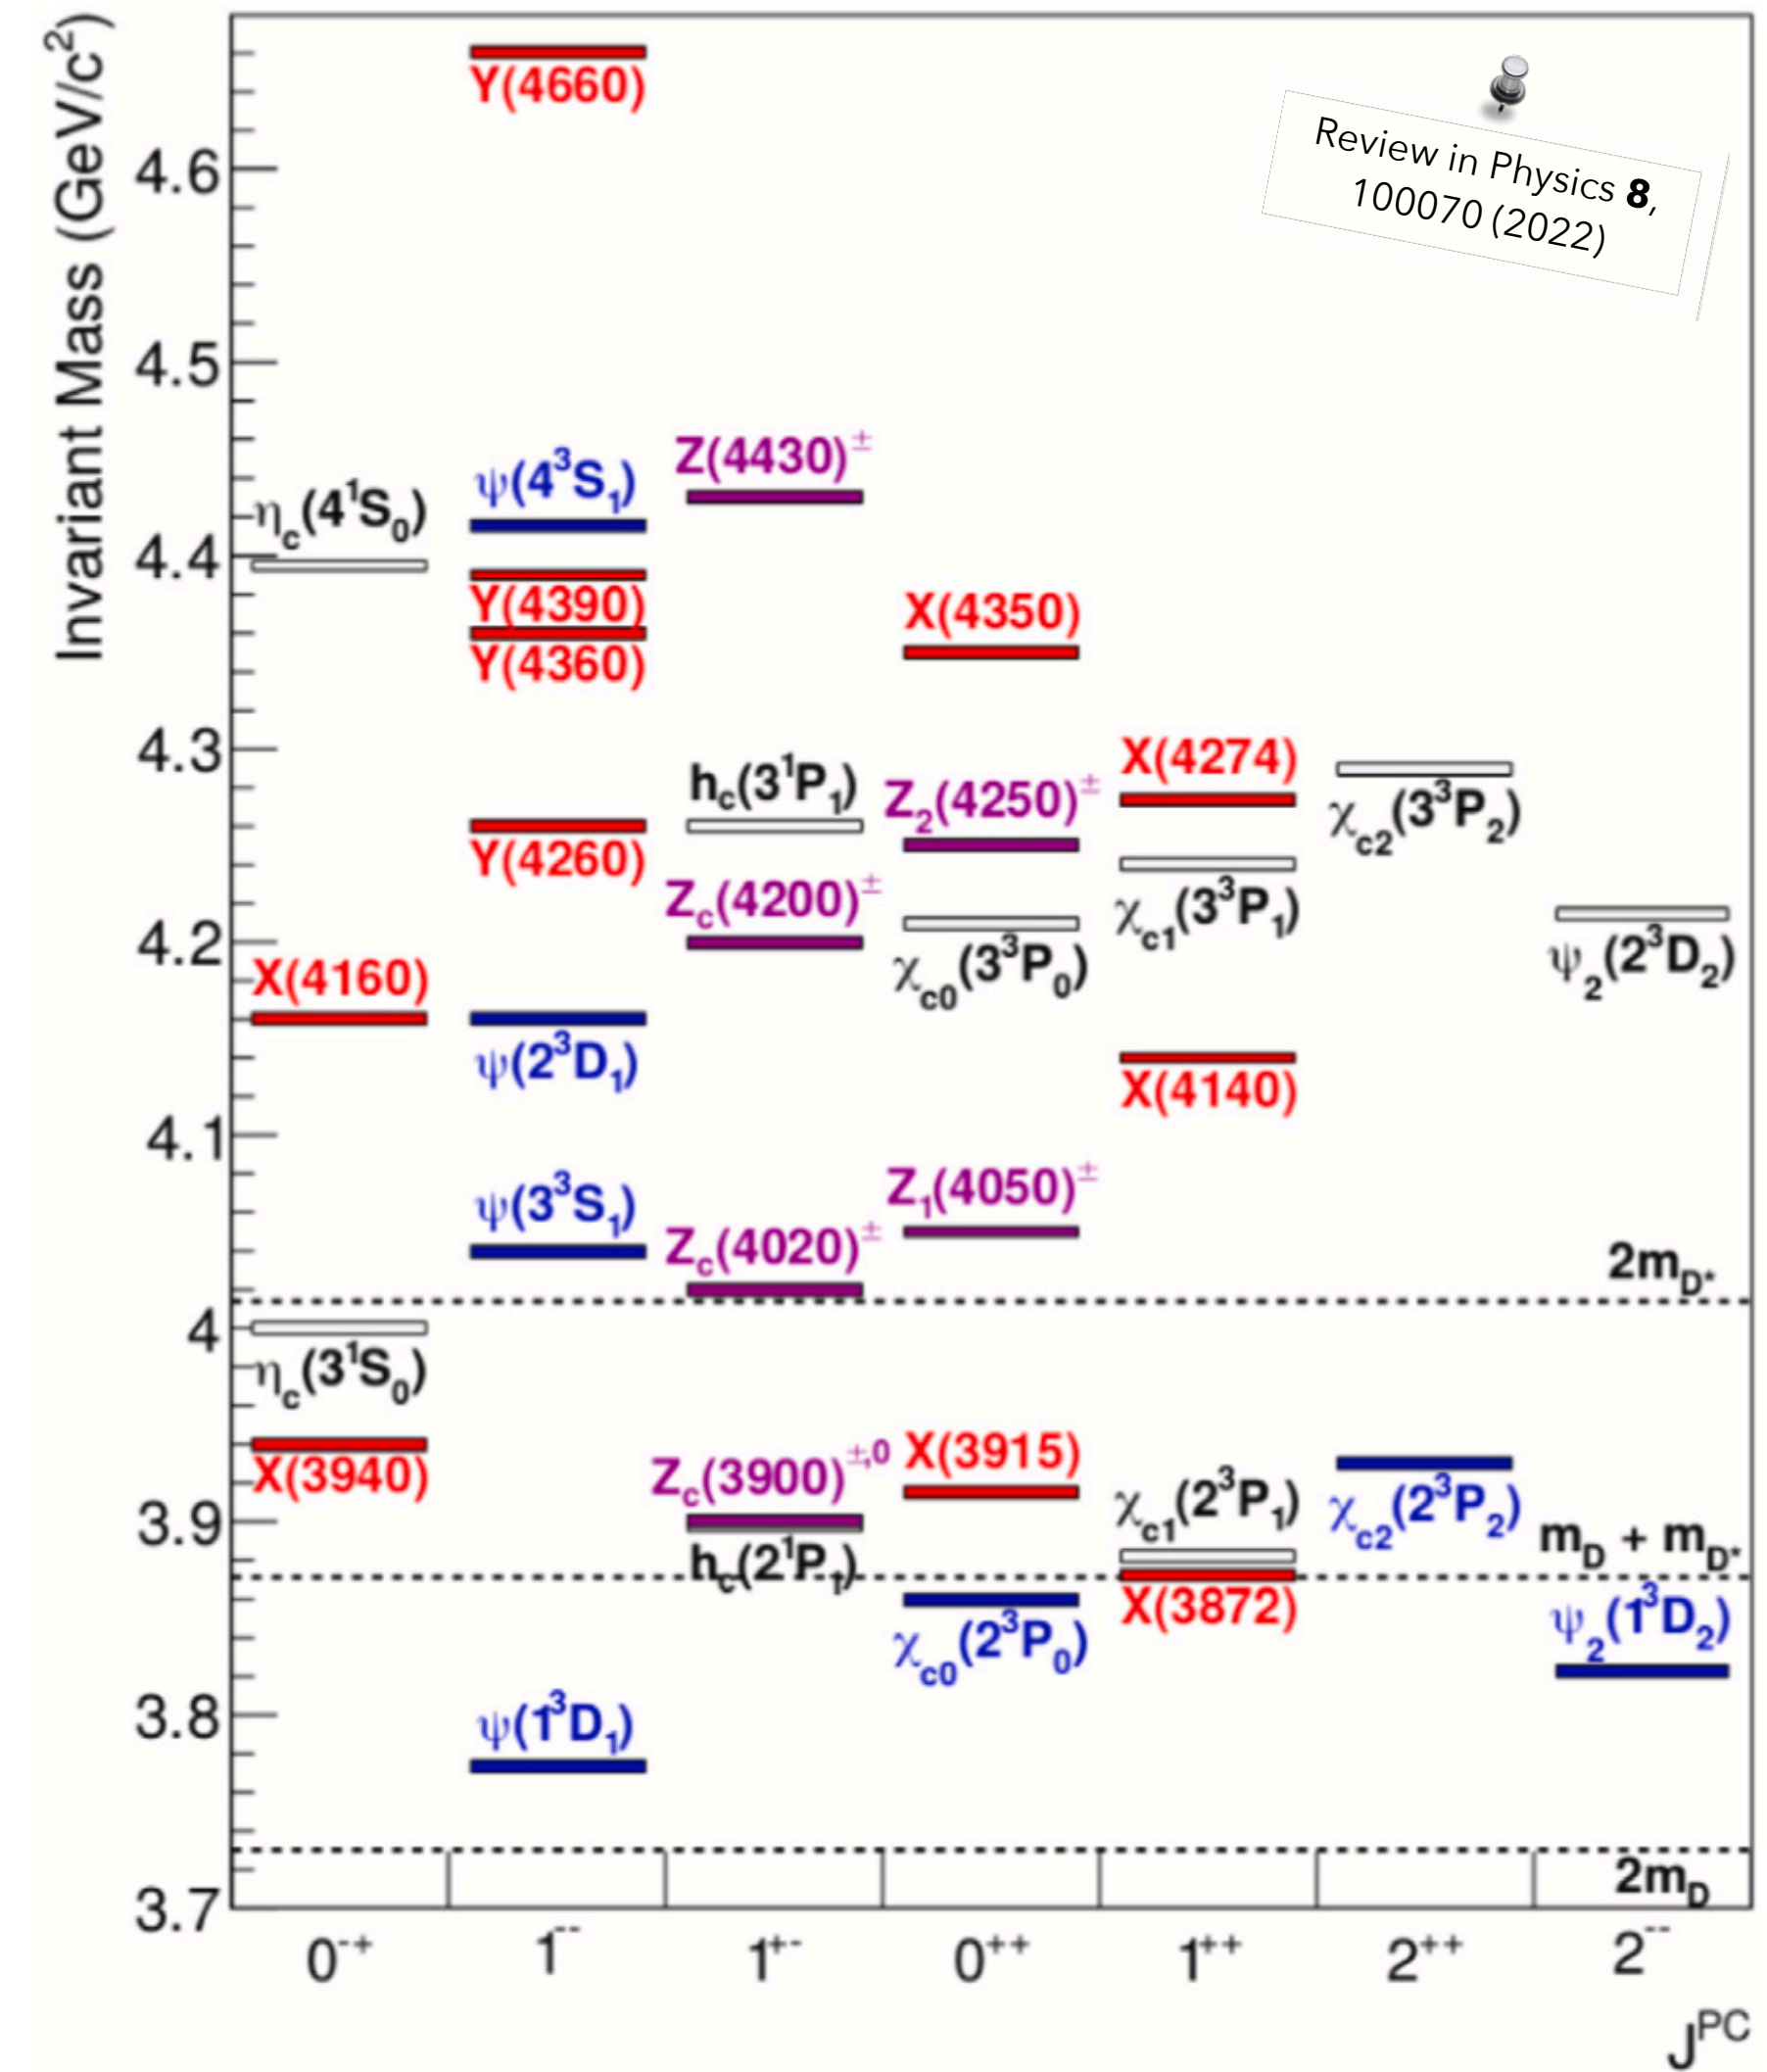 Invariant Mass (GeV/c²)
Review in Physics 8,
100070 (2022)
Y(4660)
4.6
4.5
Z(4430)±
ψ(4³S₁)
ηc(4¹S₀)
4.4
Y(4390)
X(4350)
Y(4360)
4.3
X(4274)
hc(3¹P₁)
Z₂(4250)±
χc2(3³P₂)
Y(4260)
Zc(4200)±
χc1(3³P₁)
4.2
χc0(3³P₀)
ψ₂(2³D₂)
X(4160)
ψ(2³D₁)
X(4140)
4.1
Z₁(4050)±
ψ(3³S₁)
Zc(4020)±
2mD*
4
ηc(3¹S₀)
X(3940)
Zc(3900)±,0
X(3915)
χc1(2³P₁)
χc2(2³P₂)
3.9
mD + mD*
hc(2¹P₁)
X(3872)
χc0(2³P₀)
ψ₂(1³D₂)
3.8
ψ(1³D₁)
2mD
3.7
0⁻⁺ 1⁻⁻ 1⁺⁻ 0⁺⁺ 1⁺⁺ 2⁺⁺ 2⁻⁻
Jᴾᶜ